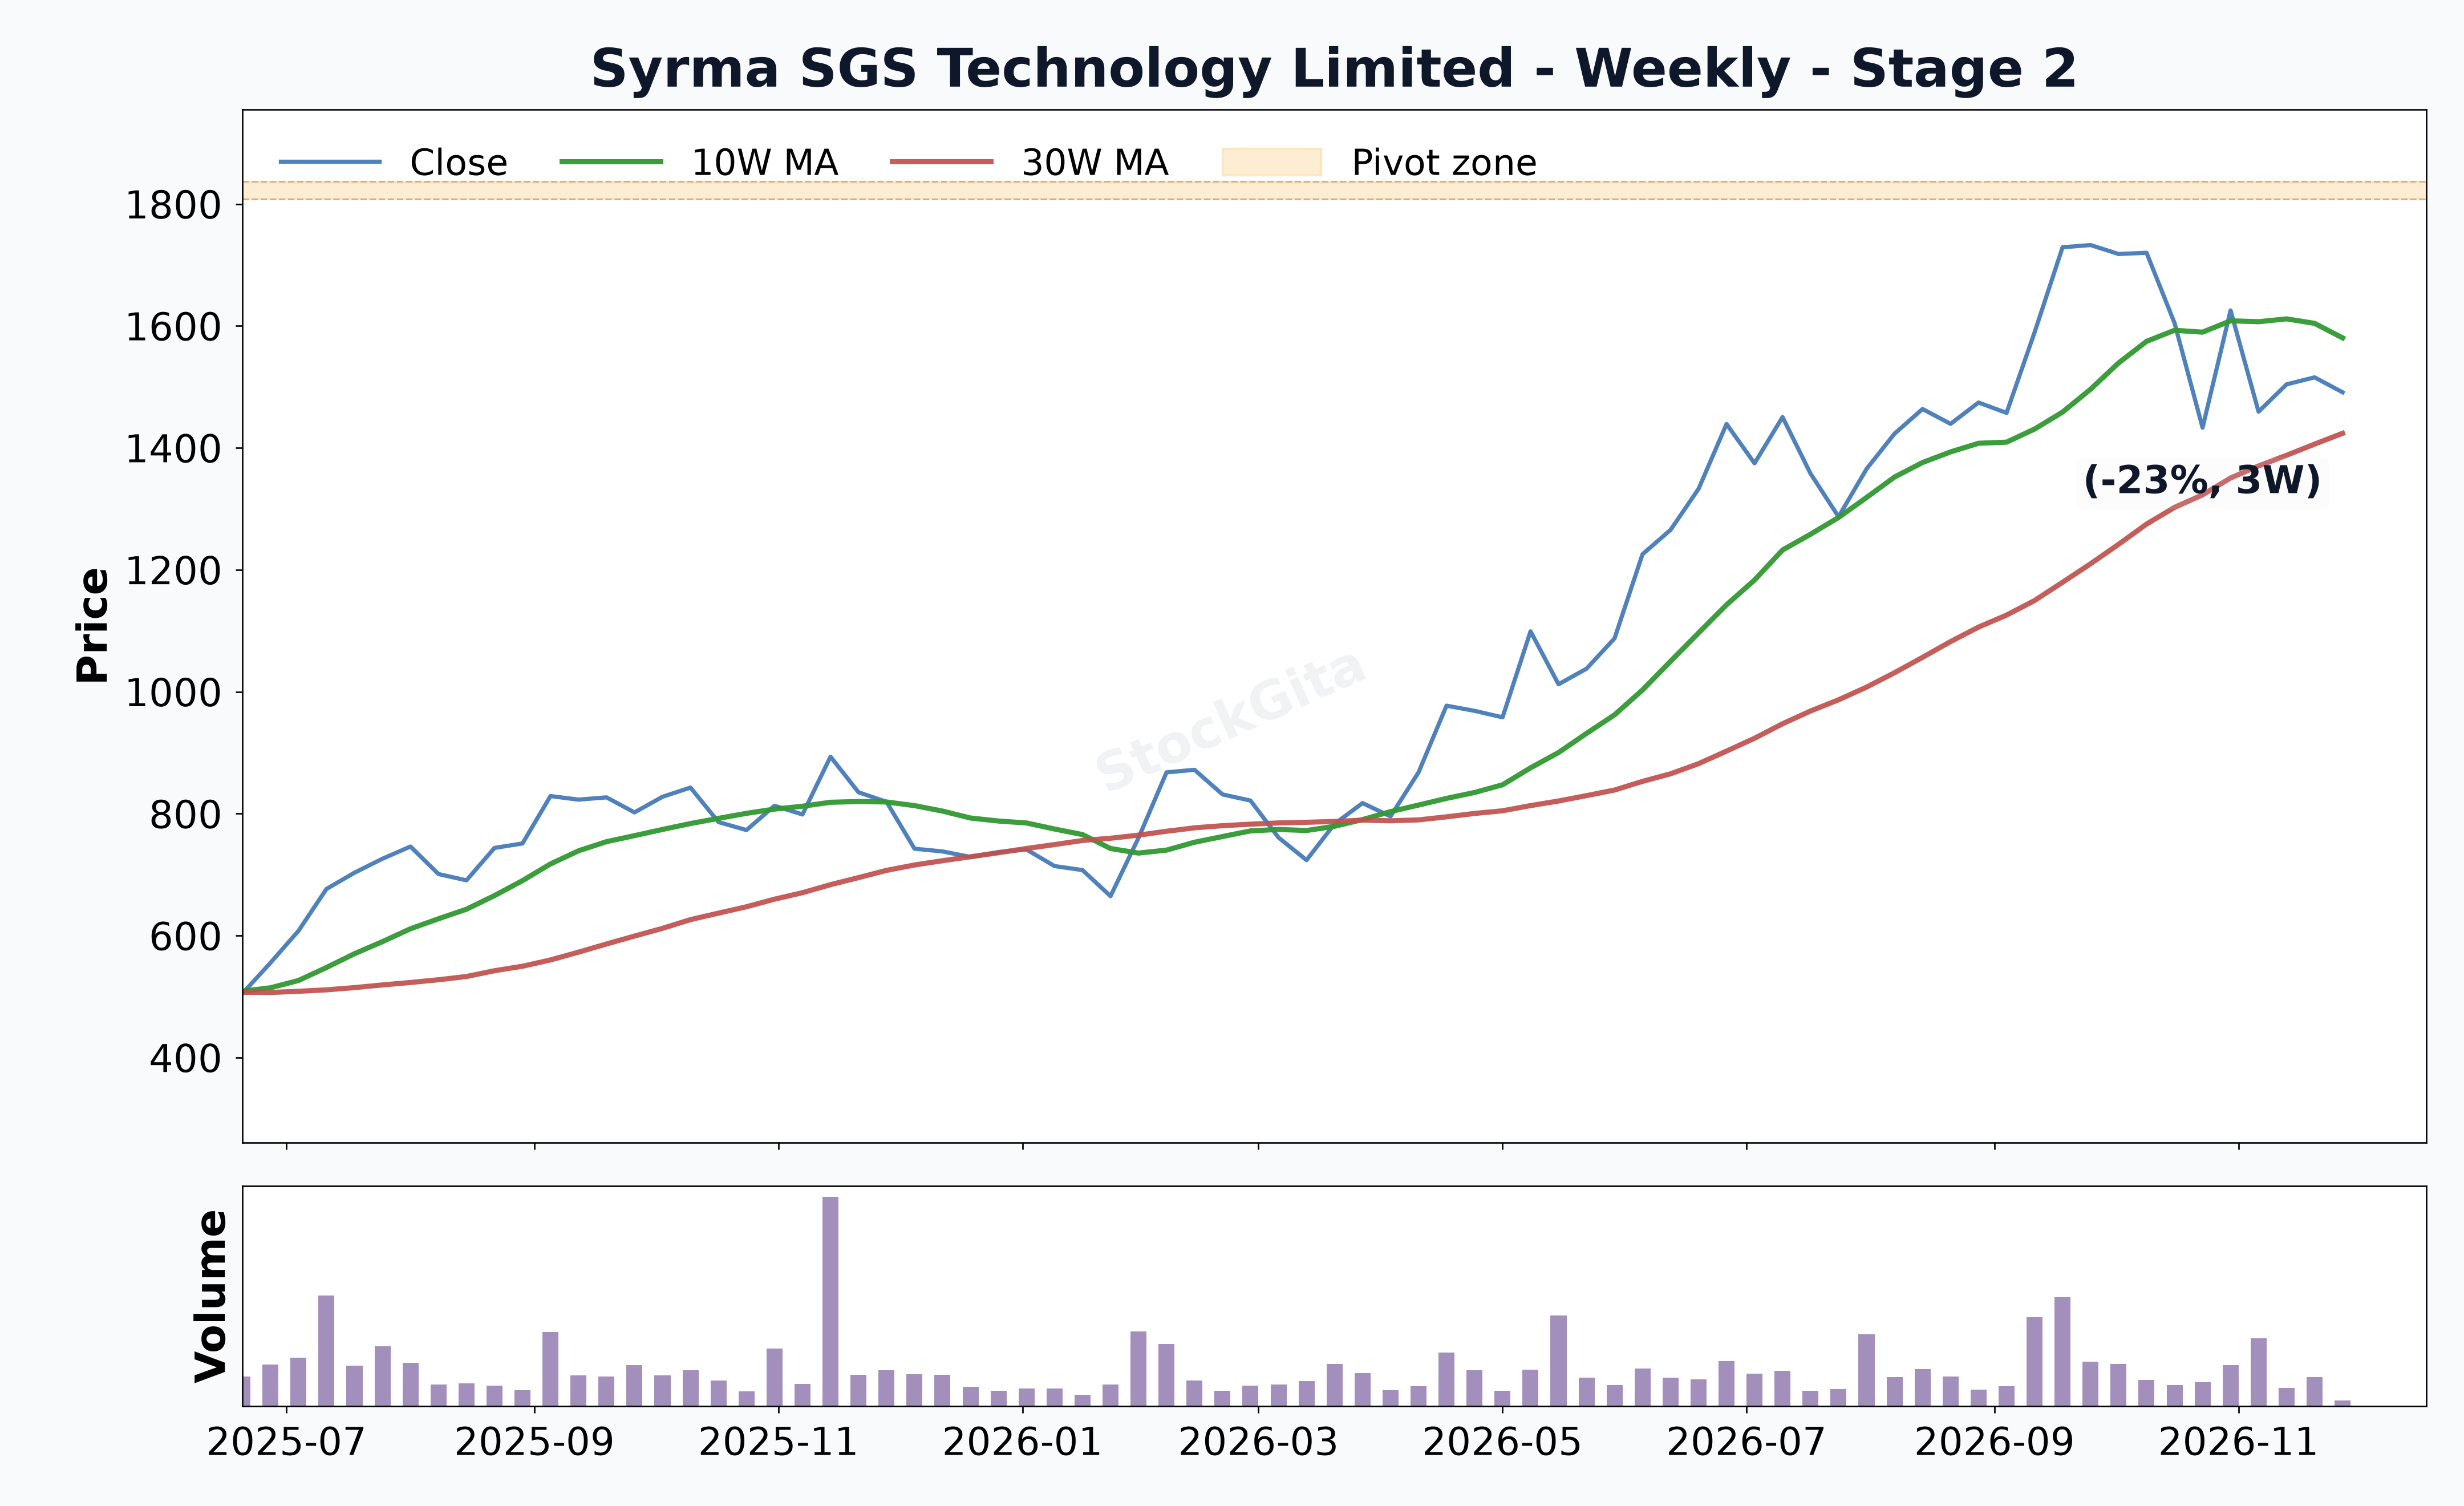 Syrma SGS Technology Limited - Weekly - Stage 2
Close 10W MA 30W MA Pivot zone
1800
1600
1400
1200
1000
800
600
400
Price
(-23%, 3W)
StockGita
Volume
2025-07 2025-09 2025-11 2026-01 2026-03 2026-05 2026-07 2026-09 2026-11